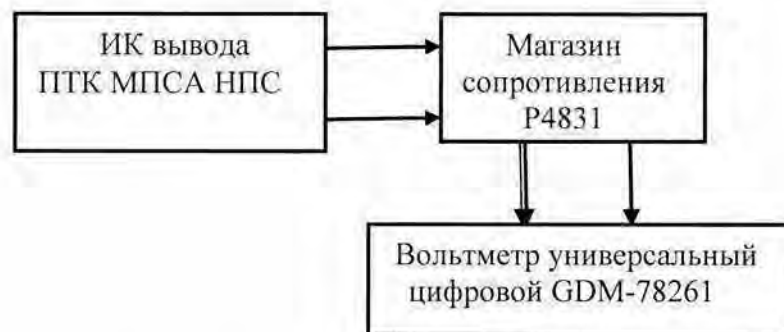 ИК вывода
ПТК МПСА НПС
Магазин
сопротивления
Р4831
Вольтметр универсальный
цифровой GDM-78261